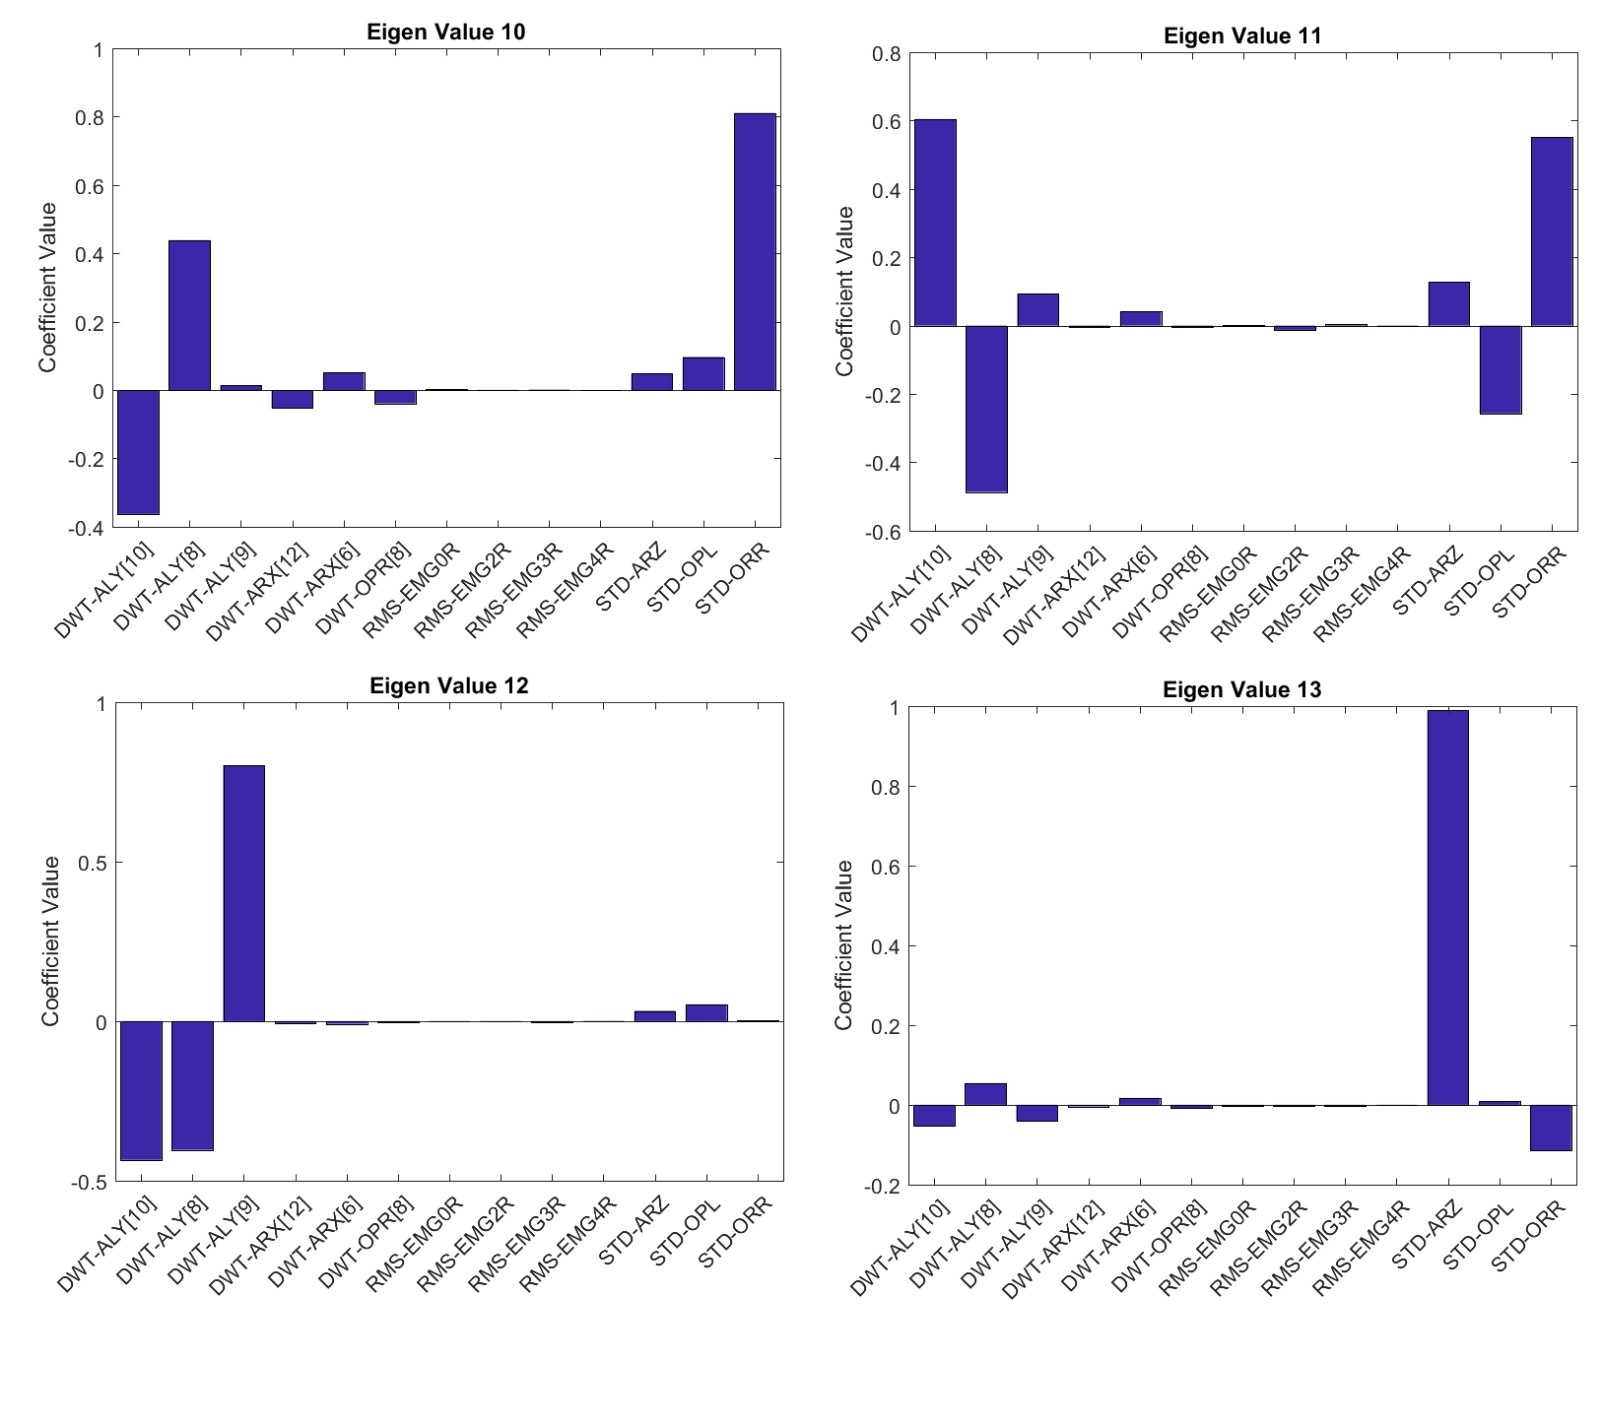 Eigen Value 10
Coefficient Value
1
0.8
0.6
0.4
0.2
0
-0.2
-0.4
DWT-ALY[10]
DWT-ALY[8]
DWT-ALY[9]
DWT-ARX[12]
DWT-ARX[6]
DWT-OPR[8]
RMS-EMG0R
RMS-EMG2R
RMS-EMG3R
RMS-EMG4R
STD-ARZ
STD-OPL
STD-ORR
Eigen Value 11
Coefficient Value
0.8
0.6
0.4
0.2
0
-0.2
-0.4
-0.6
DWT-ALY[10]
DWT-ALY[8]
DWT-ALY[9]
DWT-ARX[12]
DWT-ARX[6]
DWT-OPR[8]
RMS-EMG0R
RMS-EMG2R
RMS-EMG3R
RMS-EMG4R
STD-ARZ
STD-OPL
STD-ORR
Eigen Value 12
Coefficient Value
1
0.5
0
-0.5
DWT-ALY[10]
DWT-ALY[8]
DWT-ALY[9]
DWT-ARX[12]
DWT-ARX[6]
DWT-OPR[8]
RMS-EMG0R
RMS-EMG2R
RMS-EMG3R
RMS-EMG4R
STD-ARZ
STD-OPL
STD-ORR
Eigen Value 13
Coefficient Value
1
0.8
0.6
0.4
0.2
0
-0.2
DWT-ALY[10]
DWT-ALY[8]
DWT-ALY[9]
DWT-ARX[12]
DWT-ARX[6]
DWT-OPR[8]
RMS-EMG0R
RMS-EMG2R
RMS-EMG3R
RMS-EMG4R
STD-ARZ
STD-OPL
STD-ORR